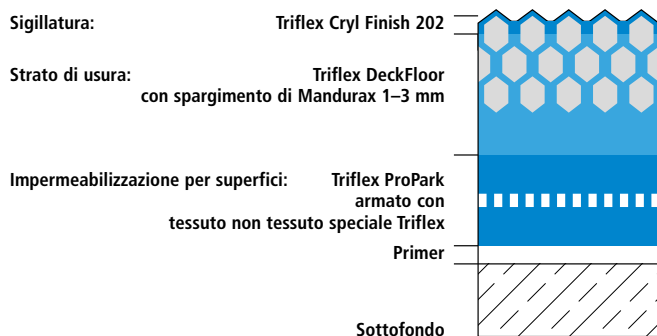 Sigillatura: Triflex Cryl Finish 202
Strato di usura: Triflex DeckFloor
con spargimento di Mandurax 1–3 mm
Impermeabilizzazione per superfici: Triflex ProPark
armato con
tessuto non tessuto speciale Triflex
Primer
Sottofondo